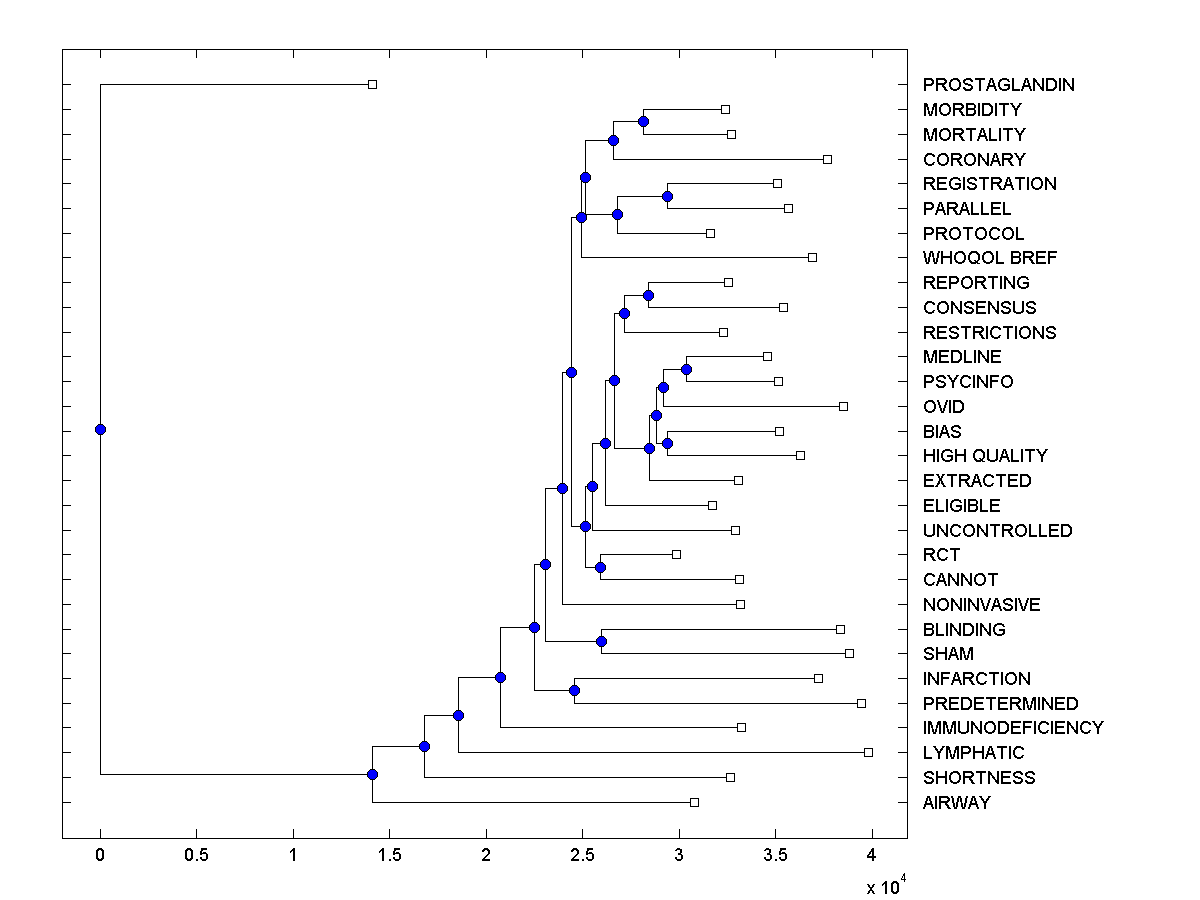 PROSTAGLANDIN
MORBIDITY
MORTALITY
CORONARY
REGISTRATION
PARALLEL
PROTOCOL
WHOQOL BREF
REPORTING
CONSENSUS
RESTRICTIONS
MEDLINE
PSYCINFO
OVID
BIAS
HIGH QUALITY
EXTRACTED
ELIGIBLE
UNCONTROLLED
RCT
CANNOT
NONINVASIVE
BLINDING
SHAM
INFARCTION
PREDETERMINED
IMMUNODEFICIENCY
LYMPHATIC
SHORTNESS
AIRWAY
0 0.5 1 1.5 2 2.5 3 3.5 4
x 10^4